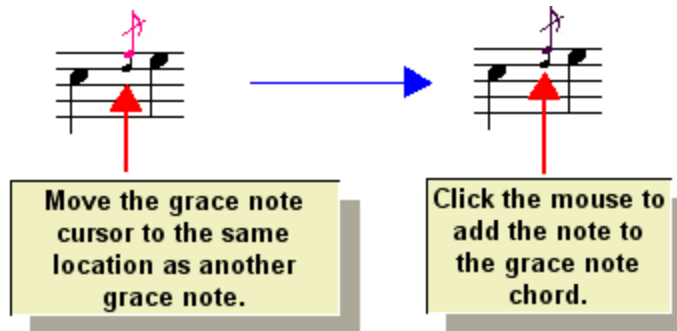 Move the grace note
cursor to the same
location as another
grace note.
Click the mouse to
add the note to
the grace note
chord.